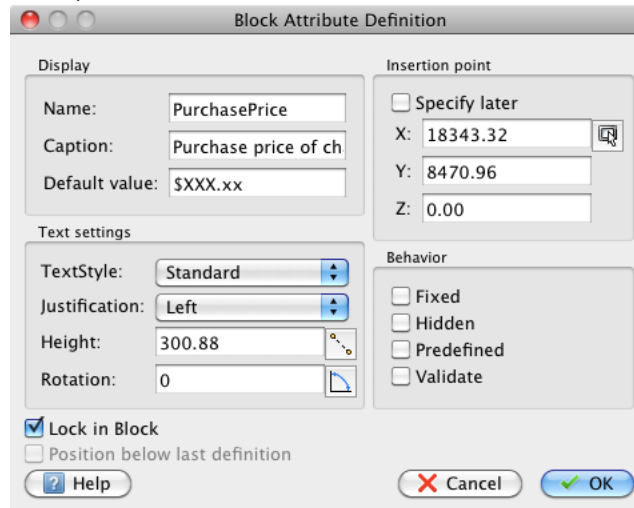 Block Attribute Definition
Display
Name: PurchasePrice
Caption: Purchase price of ch
Default value: $XXX.xx
Text settings
TextStyle: Standard
Justification: Left
Height: 300.88
Rotation: 0
Lock in Block
Position below last definition
Help
Insertion point
Specify later
X: 18343.32
Y: 8470.96
Z: 0.00
Behavior
Fixed
Hidden
Predefined
Validate
Cancel
OK